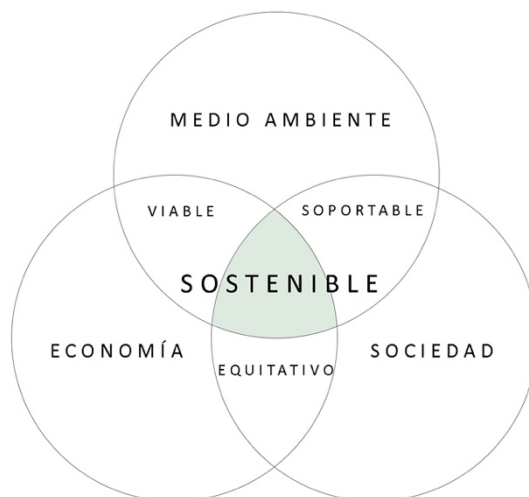 MEDIO AMBIENTE
VIABLE
SOPORTABLE
SOSTENIBLE
ECONOMÍA
SOCIEDAD
EQUITATIVO